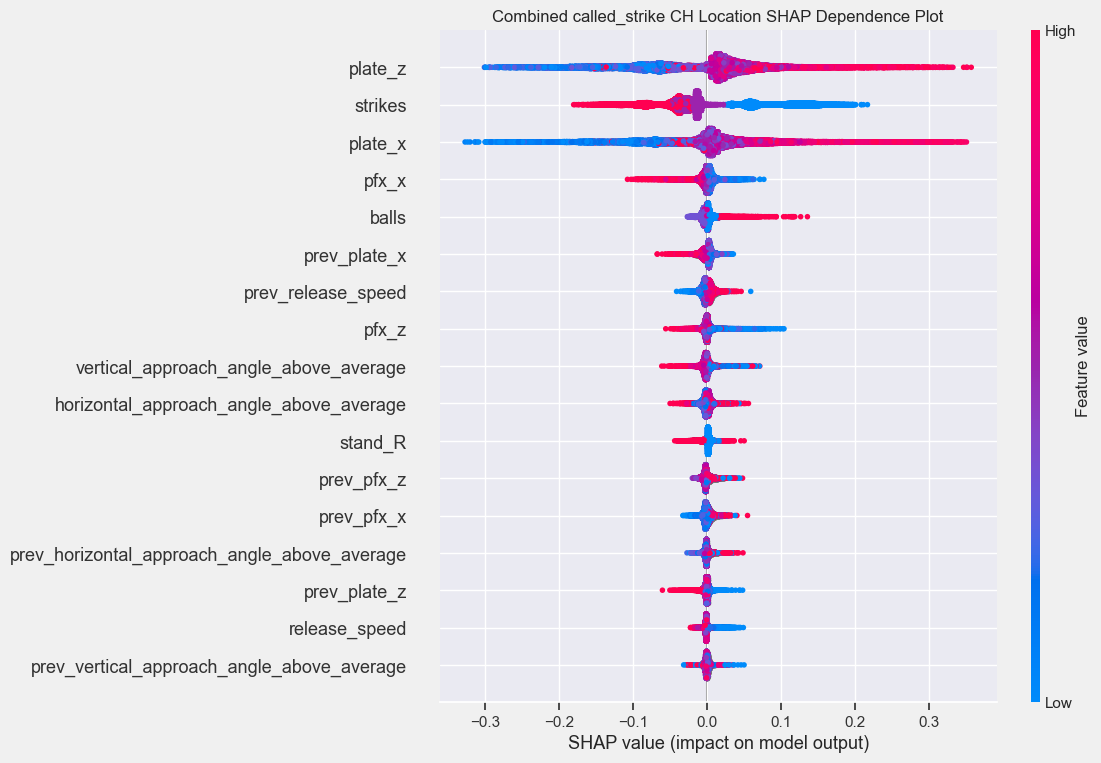 Combined called_strike CH Location SHAP Dependence Plot
High
plate_z
strikes
plate_x
pfx_x
balls
prev_plate_x
prev_release_speed
pfx_z
vertical_approach_angle_above_average
horizontal_approach_angle_above_average
stand_R
prev_pfx_z
prev_pfx_x
prev_horizontal_approach_angle_above_average
prev_plate_z
release_speed
prev_vertical_approach_angle_above_average
Feature value
Low
−0.3 −0.2 −0.1 0.0 0.1 0.2 0.3
SHAP value (impact on model output)